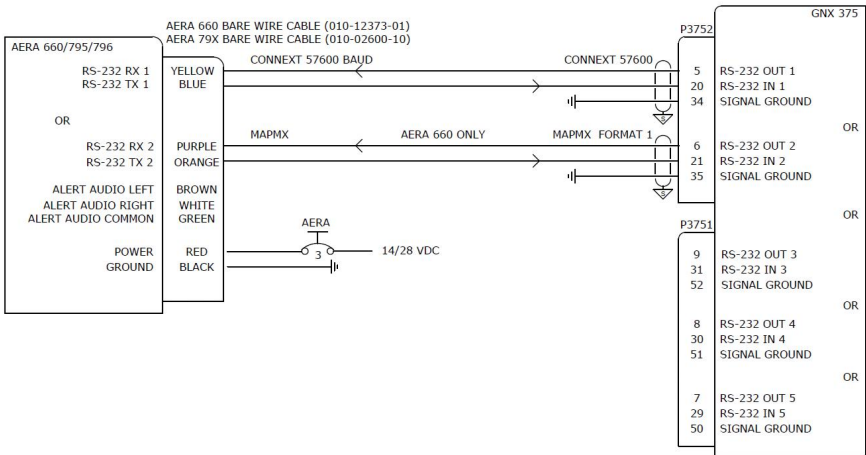 GNX 375
AERA 660 BARE WIRE CABLE (010-12373-01)
AERA 79X BARE WIRE CABLE (010-02600-10)
P3752
AERA 660/795/796
CONNEXT 57600 BAUD
CONNEXT 57600
RS-232 RX 1 YELLOW
5 RS-232 OUT 1
RS-232 TX 1 BLUE
20 RS-232 IN 1
34 SIGNAL GROUND
S
OR
OR
MAPMX
AERA 660 ONLY
MAPMX FORMAT 1
RS-232 RX 2 PURPLE
6 RS-232 OUT 2
RS-232 TX 2 ORANGE
21 RS-232 IN 2
35 SIGNAL GROUND
S
ALERT AUDIO LEFT BROWN
ALERT AUDIO RIGHT WHITE
ALERT AUDIO COMMON GREEN
OR
AERA
P3751
POWER RED
3
14/28 VDC
GROUND BLACK
9 RS-232 OUT 3
31 RS-232 IN 3
52 SIGNAL GROUND
OR
8 RS-232 OUT 4
30 RS-232 IN 4
51 SIGNAL GROUND
OR
7 RS-232 OUT 5
29 RS-232 IN 5
50 SIGNAL GROUND